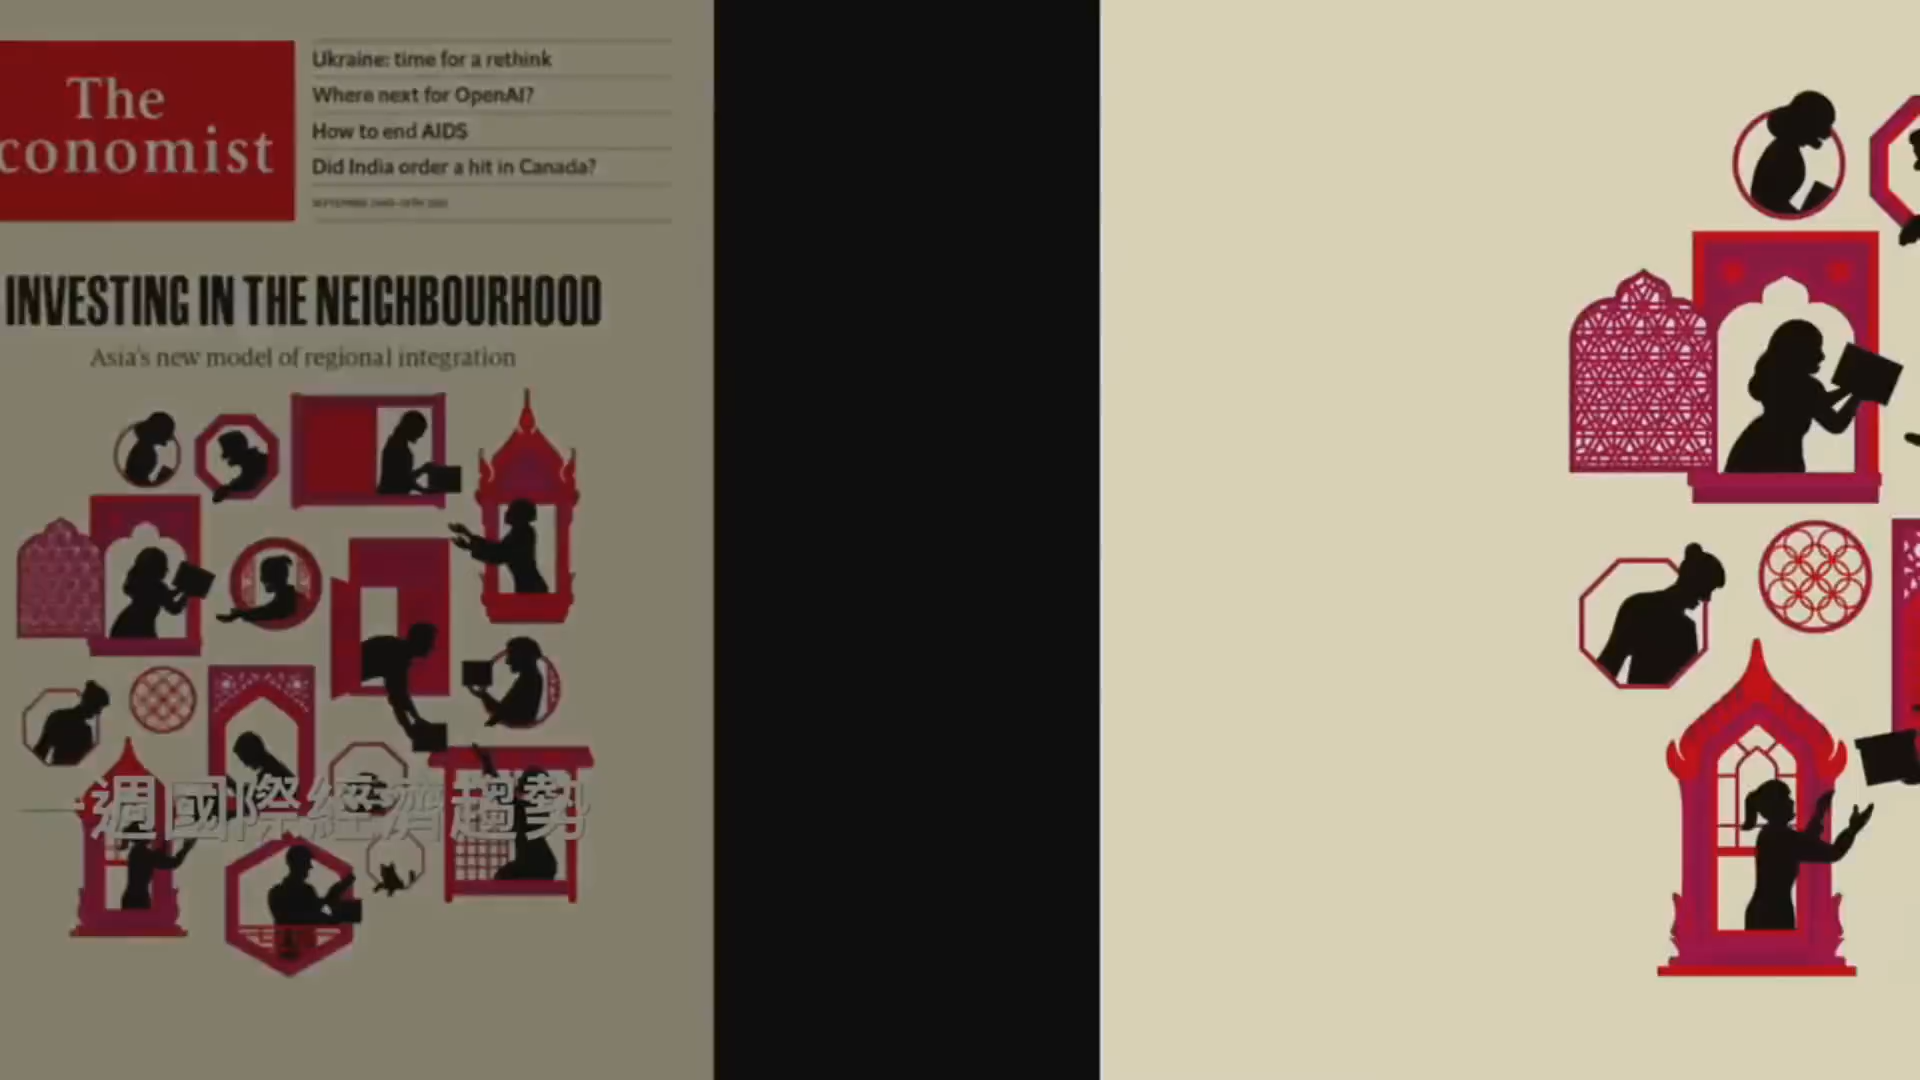 The
conomist
Ukraine: time for a rethink
Where next for OpenAI?
How to end AIDS
Did India order a hit in Canada?
INVESTING IN THE NEIGHBOURHOOD
Asia's new model of regional integration
一週國際經濟趨勢